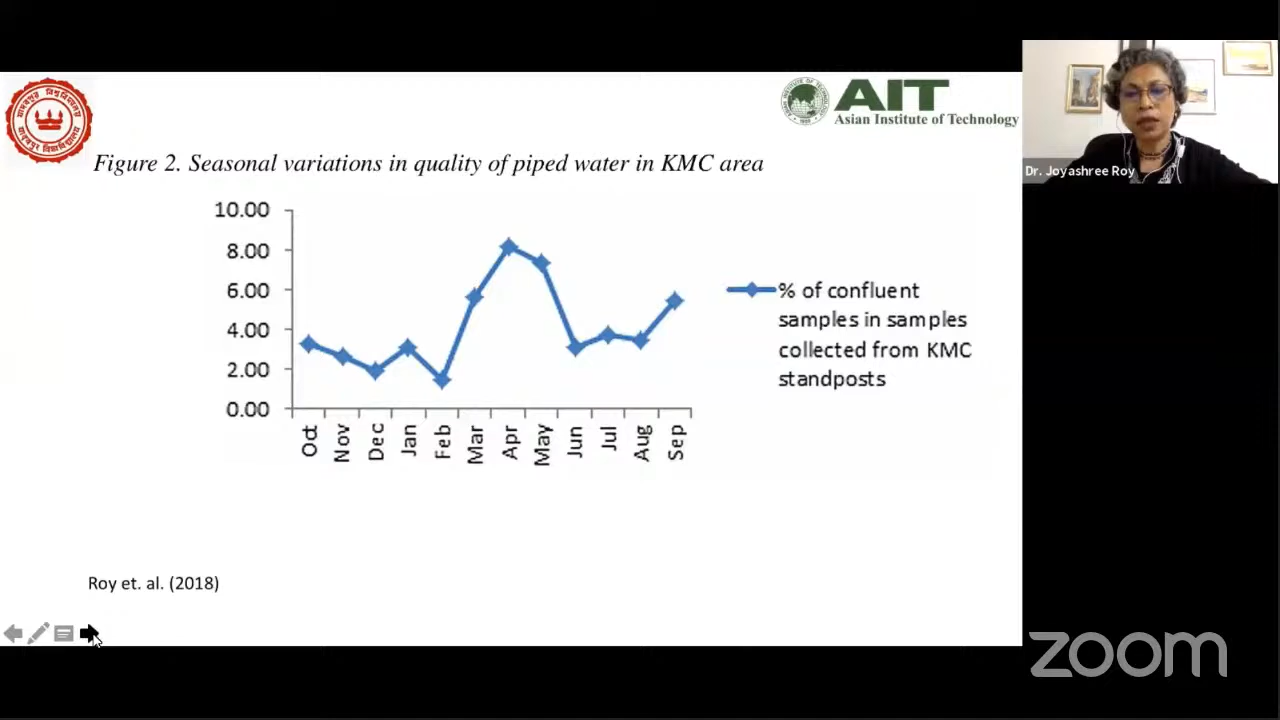 AIT
Asian Institute of Technology
Dr. Joyashree Roy
Figure 2. Seasonal variations in quality of piped water in KMC area
10.00
8.00
6.00
4.00
2.00
0.00
Oct Nov Dec Jan Feb Mar Apr May Jun Jul Aug Sep
% of confluent
samples in samples
collected from KMC
standposts
Roy et. al. (2018)
zoom